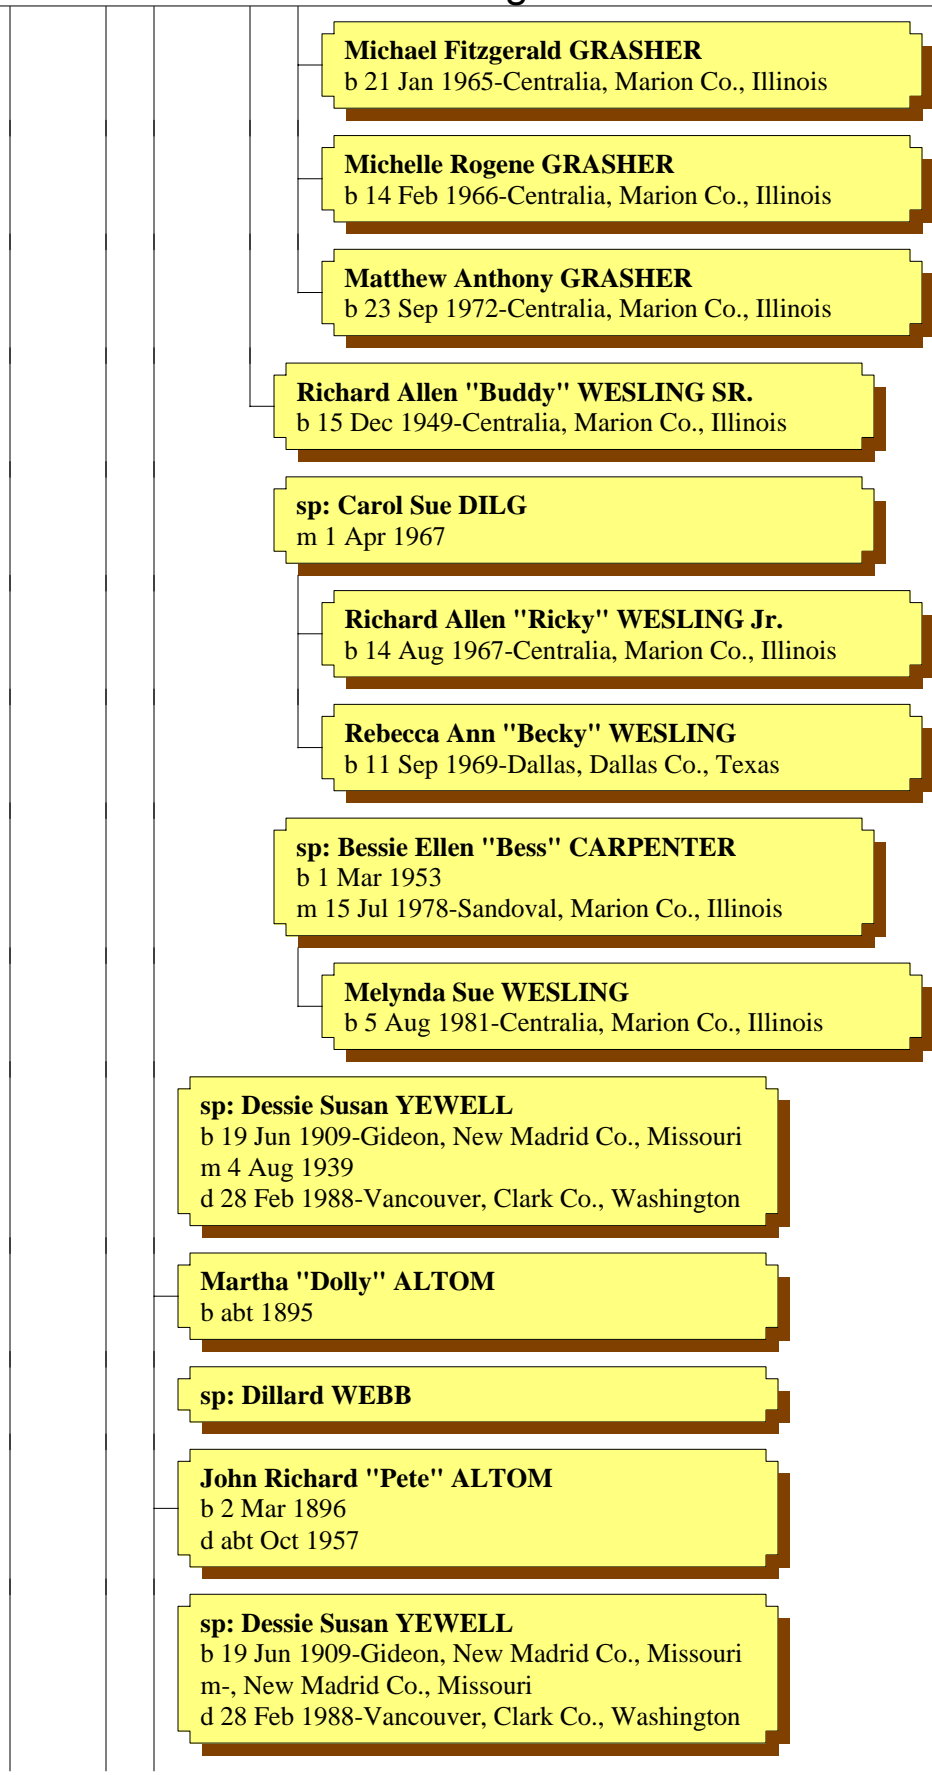 Michael Fitzgerald GRASHER
b 21 Jan 1965-Centralia, Marion Co., Illinois
Michelle Rogene GRASHER
b 14 Feb 1966-Centralia, Marion Co., Illinois
Matthew Anthony GRASHER
b 23 Sep 1972-Centralia, Marion Co., Illinois
Richard Allen "Buddy" WESLING SR.
b 15 Dec 1949-Centralia, Marion Co., Illinois
sp: Carol Sue DILG
m 1 Apr 1967
Richard Allen "Ricky" WESLING Jr.
b 14 Aug 1967-Centralia, Marion Co., Illinois
Rebecca Ann "Becky" WESLING
b 11 Sep 1969-Dallas, Dallas Co., Texas
sp: Bessie Ellen "Bess" CARPENTER
b 1 Mar 1953
m 15 Jul 1978-Sandoval, Marion Co., Illinois
Melynda Sue WESLING
b 5 Aug 1981-Centralia, Marion Co., Illinois
sp: Dessie Susan YEWELL
b 19 Jun 1909-Gideon, New Madrid Co., Missouri
m 4 Aug 1939
d 28 Feb 1988-Vancouver, Clark Co., Washington
Martha "Dolly" ALTOM
b abt 1895
sp: Dillard WEBB
John Richard "Pete" ALTOM
b 2 Mar 1896
d abt Oct 1957
sp: Dessie Susan YEWELL
b 19 Jun 1909-Gideon, New Madrid Co., Missouri
m-, New Madrid Co., Missouri
d 28 Feb 1988-Vancouver, Clark Co., Washington